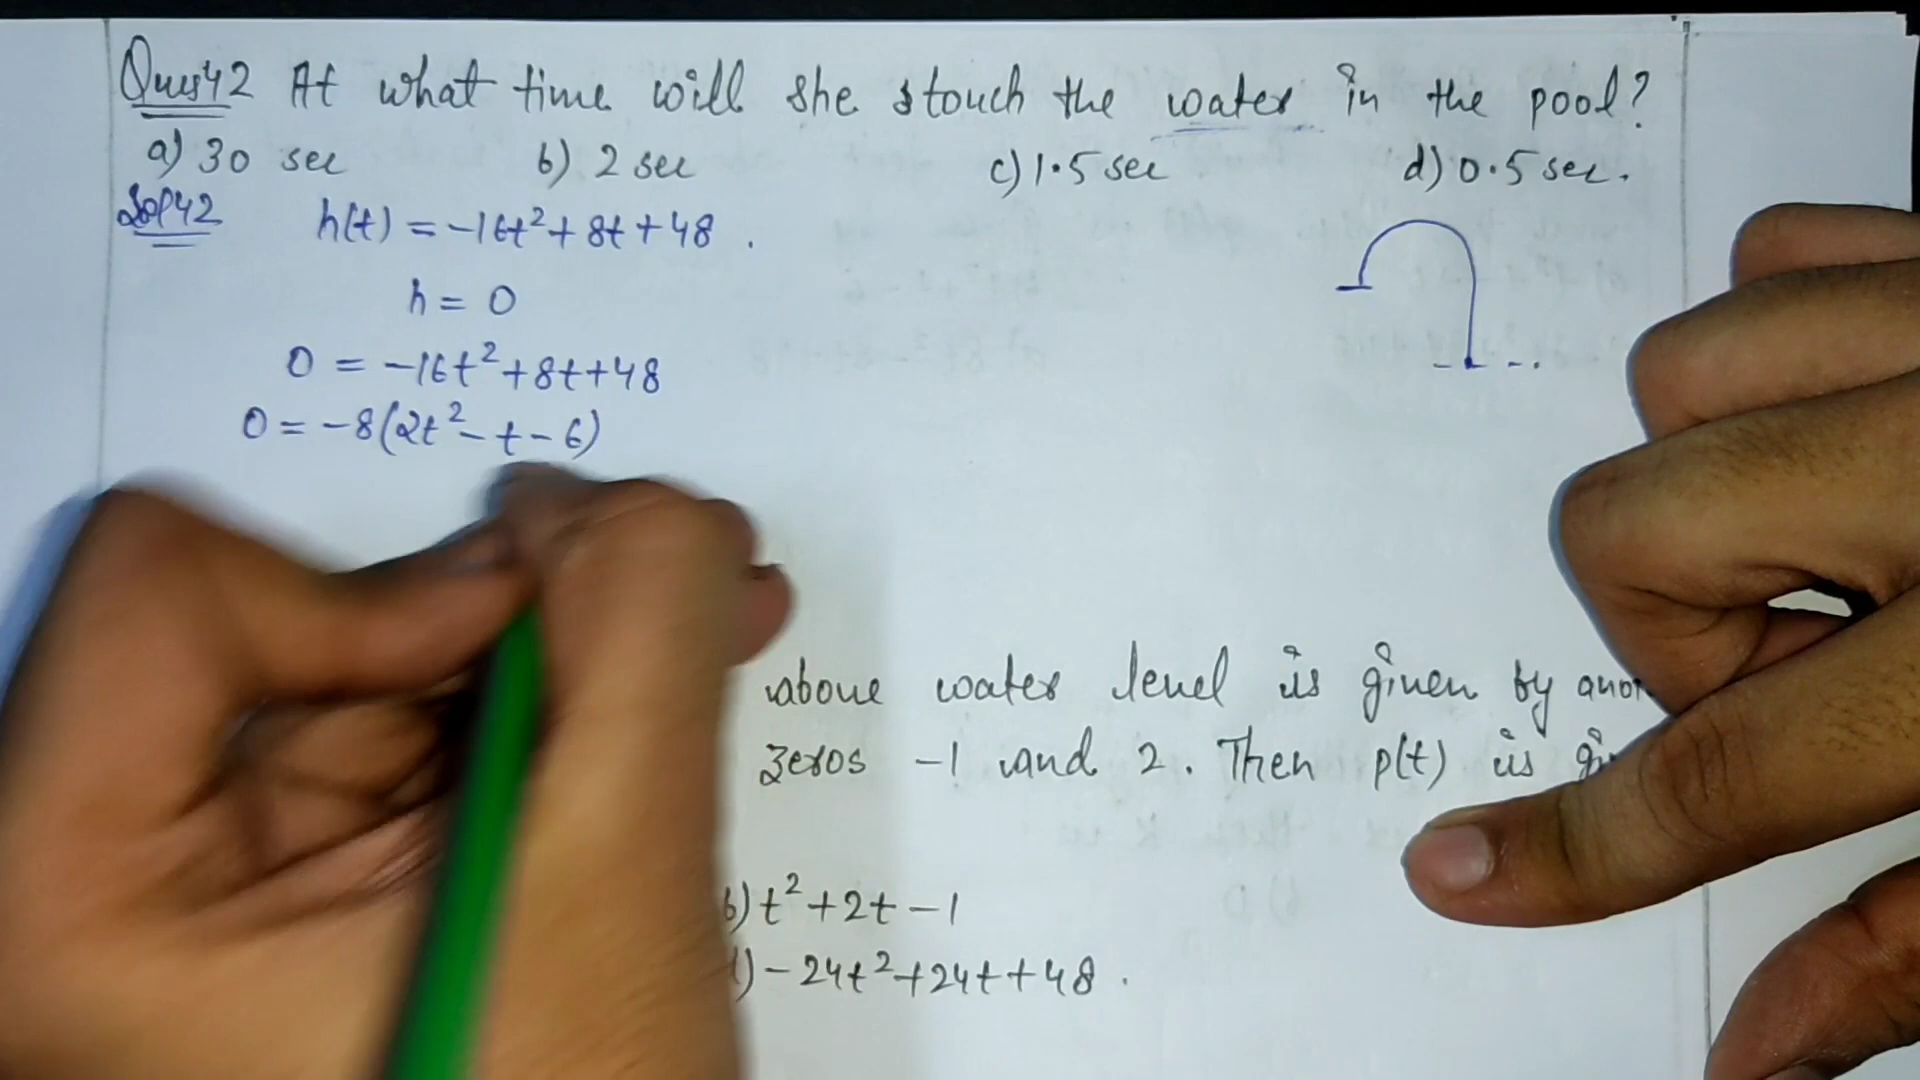 Ques42 At what time will she stouch the water in the pool?
a) 30 sec b) 2 sec c) 1.5 sec d) 0.5 sec.
Sol42 h(t) = -16t²+8t+48.
h = 0
0 = -16t²+8t+48
0 = -8(2t²-t-6)
above water level is given by
zeros -1 and 2. Then p(t) is
b) t²+2t-1
d) -24t²+24t+48.